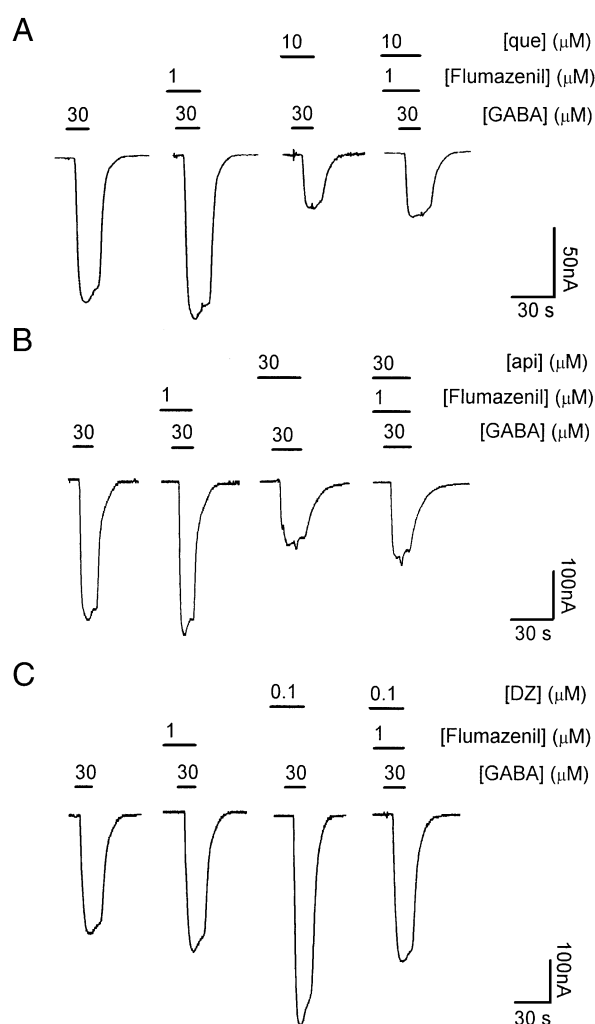 A
10 10 [que] (μM)
1 1 [Flumazenil] (μM)
30 30 30 30 [GABA] (μM)
50nA
30 s
B
30 30 [api] (μM)
1 1 [Flumazenil] (μM)
30 30 30 30 [GABA] (μM)
100nA
30 s
C
0.1 0.1 [DZ] (μM)
1 1 [Flumazenil] (μM)
30 30 30 30 [GABA] (μM)
100nA
30 s